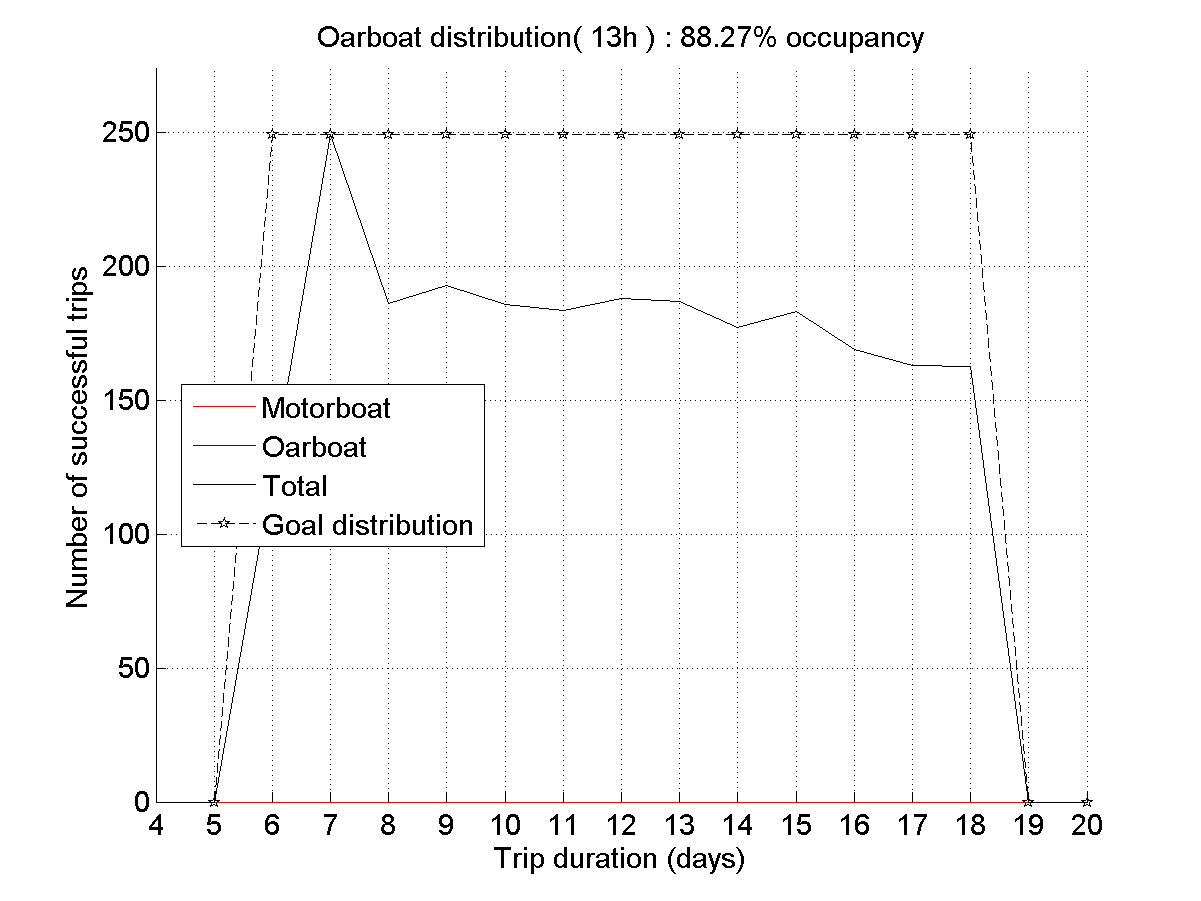 Oarboat distribution( 13h ) : 88.27% occupancy
Number of successful trips
250
200
150
100
50
0
Motorboat
Oarboat
Total
Goal distribution
4 5 6 7 8 9 10 11 12 13 14 15 16 17 18 19 20
Trip duration (days)